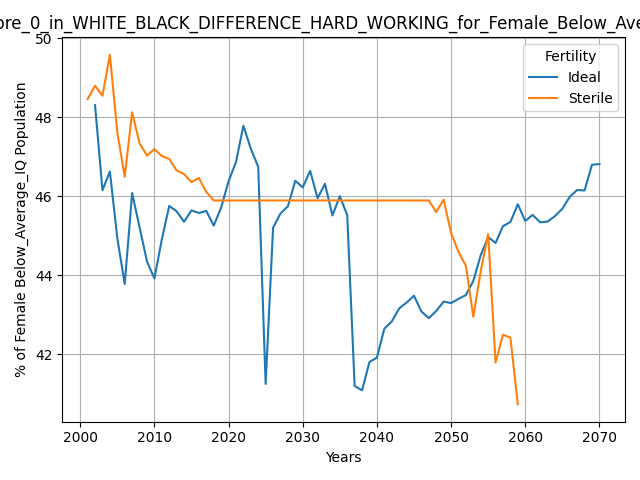 ore_0_in_WHITE_BLACK_DIFFERENCE_HARD_WORKING_for_Female_Below_Ave
50
48
46
44
42
% of Female Below_Average_IQ Population
Fertility
Ideal
Sterile
2000 2010 2020 2030 2040 2050 2060 2070
Years